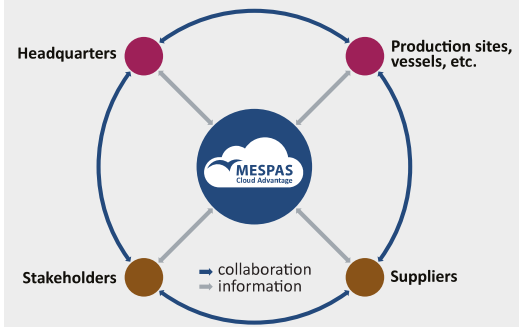 Headquarters
Production sites,
vessels, etc.
MESPAS
Cloud Advantage
Stakeholders
Suppliers
collaboration
information